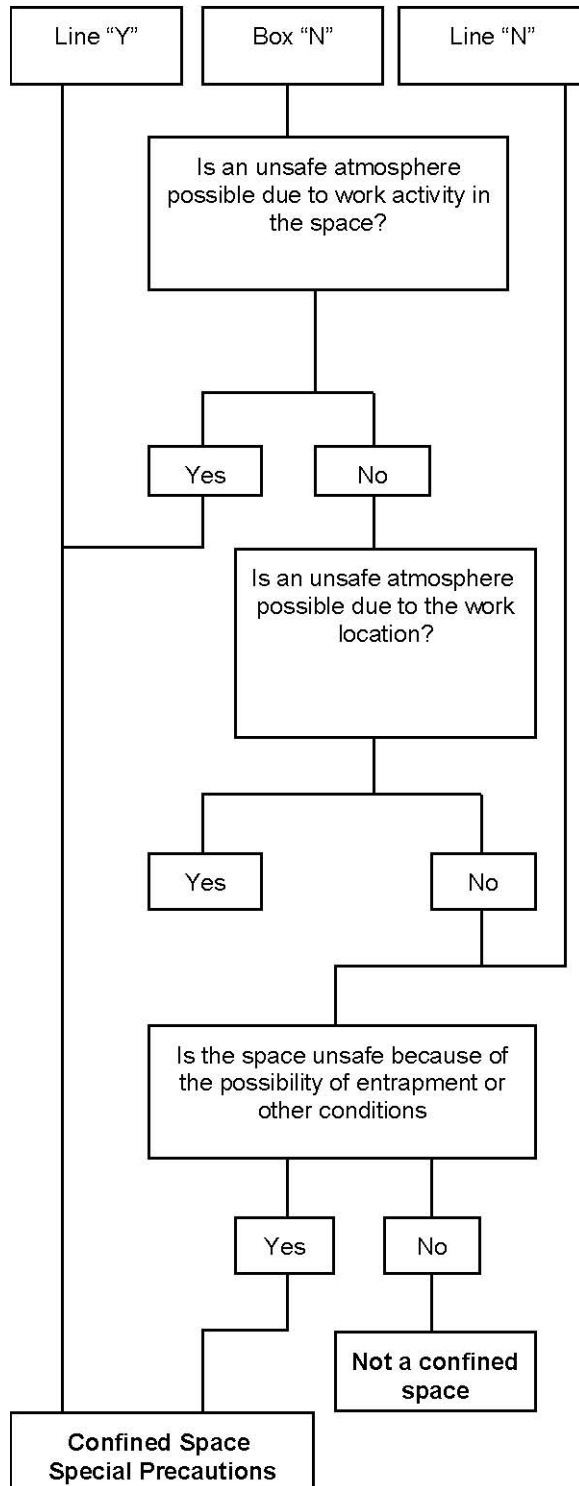 Line “Y”
Box “N”
Line “N”
Is an unsafe atmosphere
possible due to work activity in
the space?
Yes
No
Is an unsafe atmosphere
possible due to the work
location?
Yes
No
Is the space unsafe because of
the possibility of entrapment or
other conditions
Yes
No
Not a confined
space
Confined Space
Special Precautions